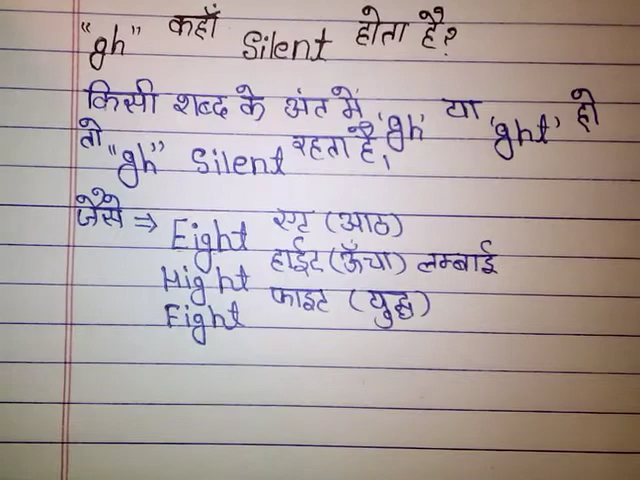 "gh" कहाँ Silent होता है?
किसी शब्द के अंत में 'gh' या 'ght' हो
तो "gh" Silent रहता है,
जैसे ⇒ Eight एट (आठ)
Hight हाईट (ऊँचा) लम्बाई
Fight फाइट (युद्ध)